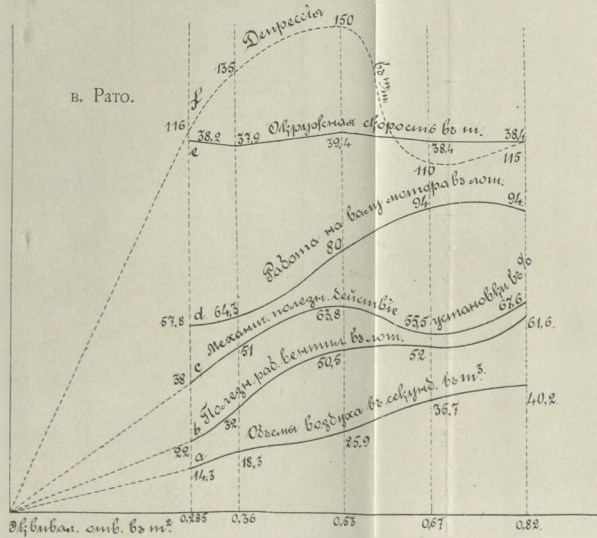 в. Рато.
Депрессія
въ m/m.
116 135 150 110 115
f
Окружная скорость въ m.
38,2 37,9 39,4 38,4 38,4
e
Работа на валу мотора въ лош.
57,8 64,3 80 94 94
d
Механич. полезн. дѣйствіе установки въ %
38 51 63,8 55,5 67,6
c
Полезн. раб. вентил. въ лош.
22 32 50,5 52 61,6
b
Объемы воздуха въ секунд. въ m³.
14,3 18,3 25,9 36,7 40,2
a
Эквивал. отв. въ m².
0,285 0,36 0,53 0,67 0,82